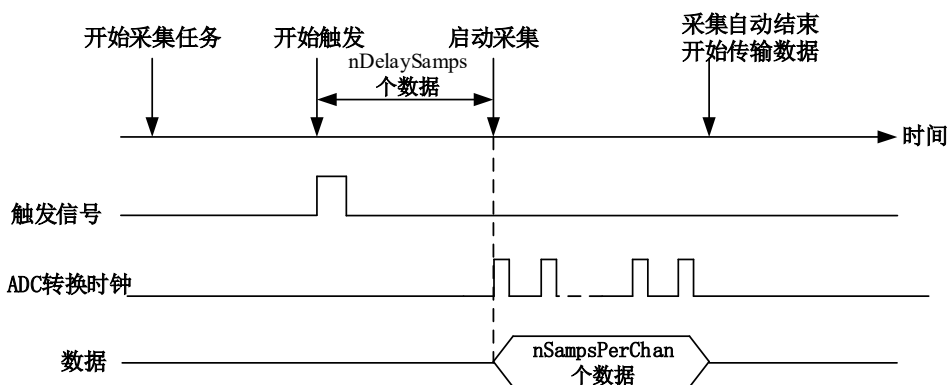 开始采集任务
开始触发
启动采集
采集自动结束
开始传输数据
nDelaySamps
个数据
时间
触发信号
ADC转换时钟
数据
nSampsPerChan
个数据